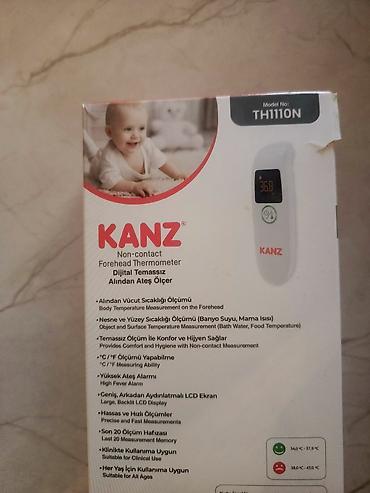 Model No:
TH1110N
36.8
KANZ
KANZ®
Non-contact
Forehead Thermometer
Dijital Temassız
Alından Ateş Ölçer
•Alından Vücut Sıcaklığı Ölçümü
Body Temperature Measurement on the Forehead
•Nesne ve Yüzey Sıcaklığı Ölçümü (Banyo Suyu, Mama Isısı)
Object and Surface Temperature Measurement (Bath Water, Food Temperature)
•Temassız Ölçüm İle Konfor ve Hijyen Sağlar
Provides Comfort and Hygiene with Non-contact Measurement
•°C / °F Ölçümü Yapabilme
°C / °F Measuring Ability
•Yüksek Ateş Alarmı
High Fever Alarm
•Geniş, Arkadan Aydınlatmalı LCD Ekran
Large, Backlit LCD Display
•Hassas ve Hızlı Ölçümler
Precise and Fast Measurements
•Son 20 Ölçüm Hafızası
Last 20 Measurement Memory
•Klinikte Kullanıma Uygun
Suitable for Clinical Use
•Her Yaş İçin Kullanıma Uygun
Suitable for All Ages